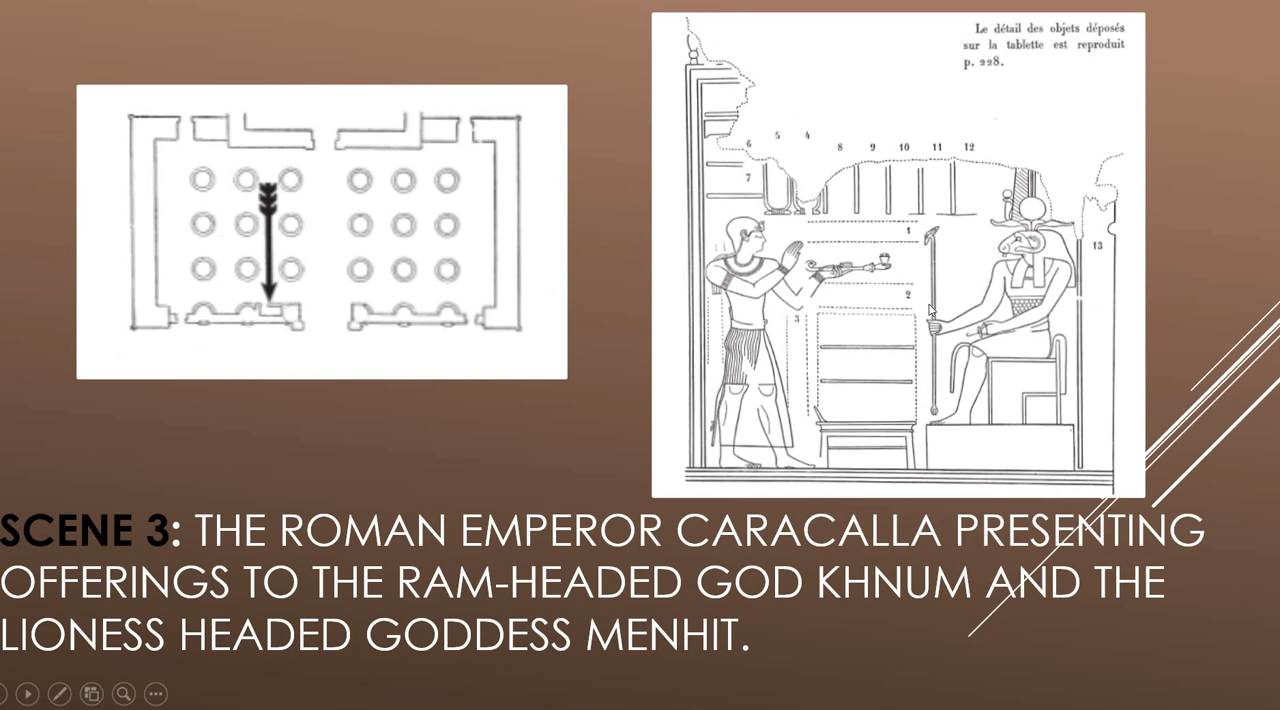 Le détail des objets déposés
sur la tablette est reproduit
p. 228.
5 4
6 8 9 10 11 12
7
1
13
2
3
SCENE 3: THE ROMAN EMPEROR CARACALLA PRESENTING
OFFERINGS TO THE RAM-HEADED GOD KHNUM AND THE
LIONESS HEADED GODDESS MENHIT.